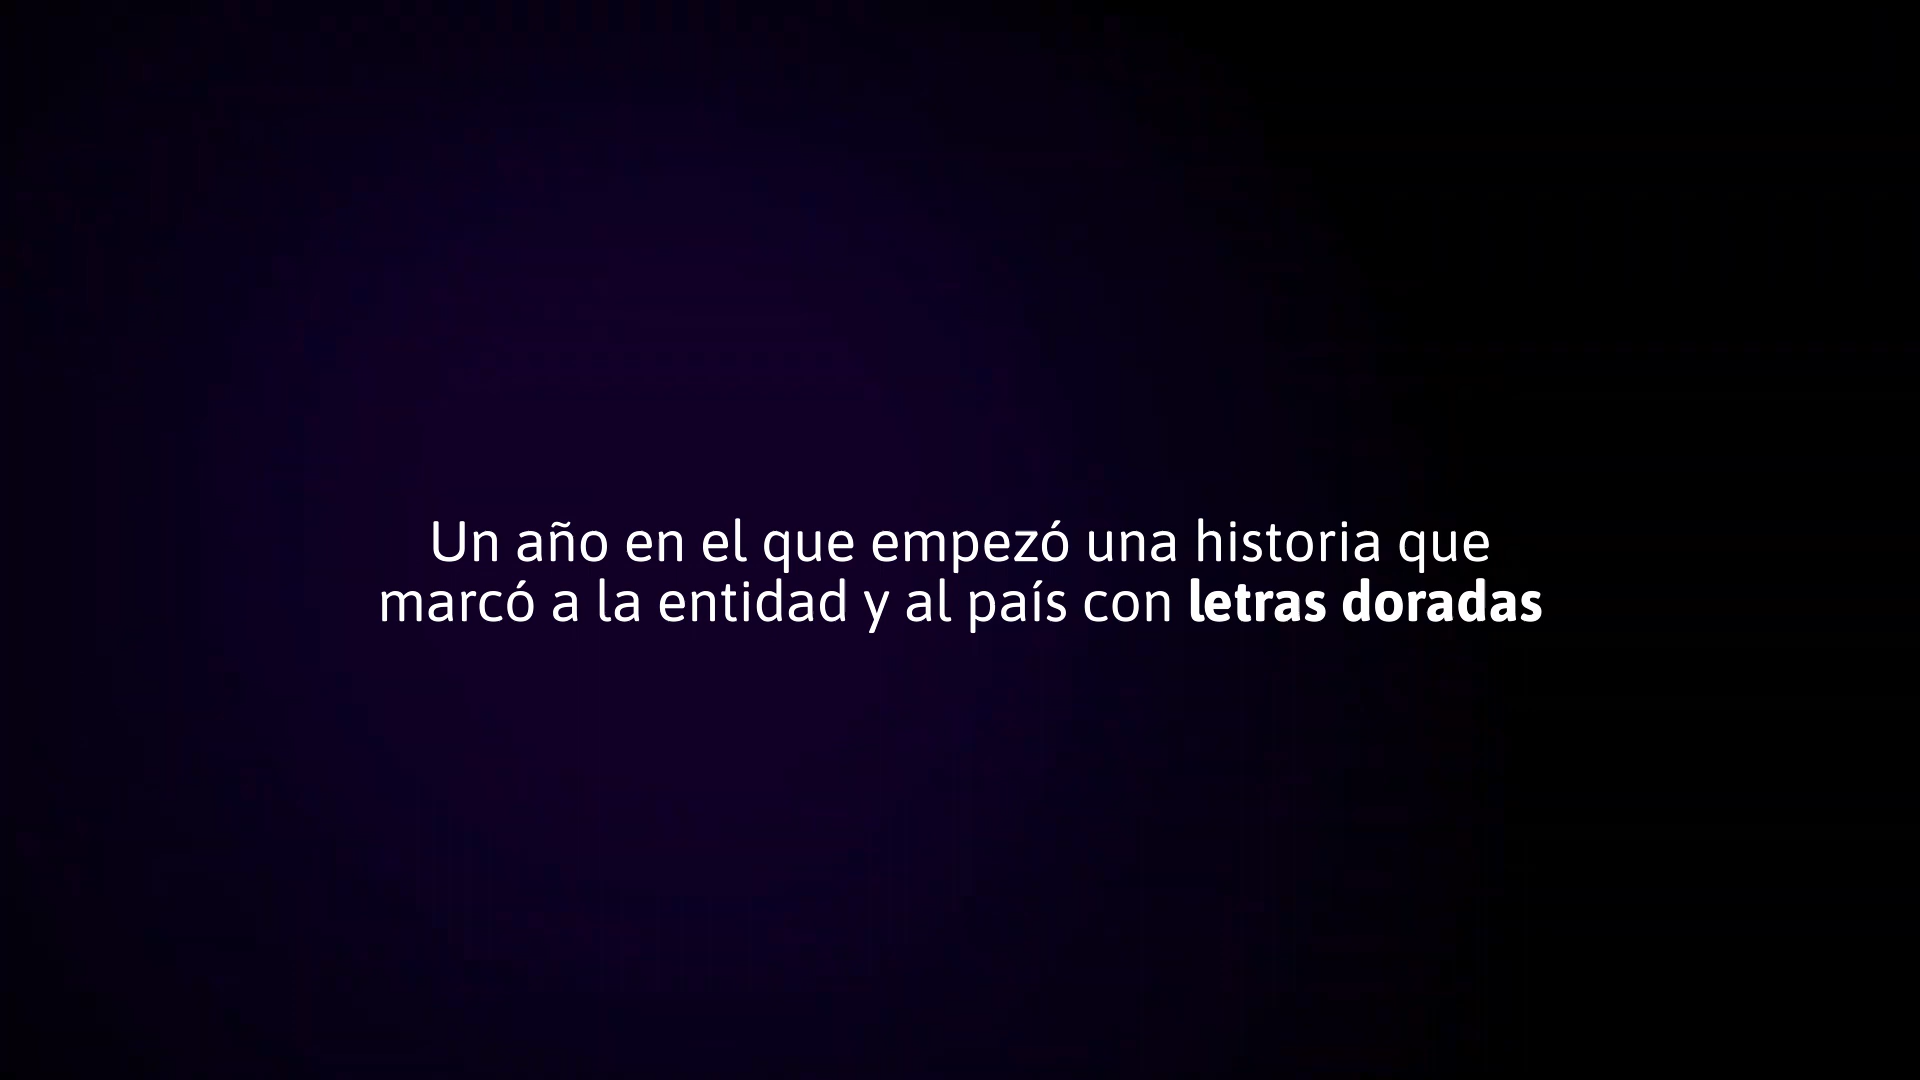 Un año en el que empezó una historia que
marcó a la entidad y al país con letras doradas